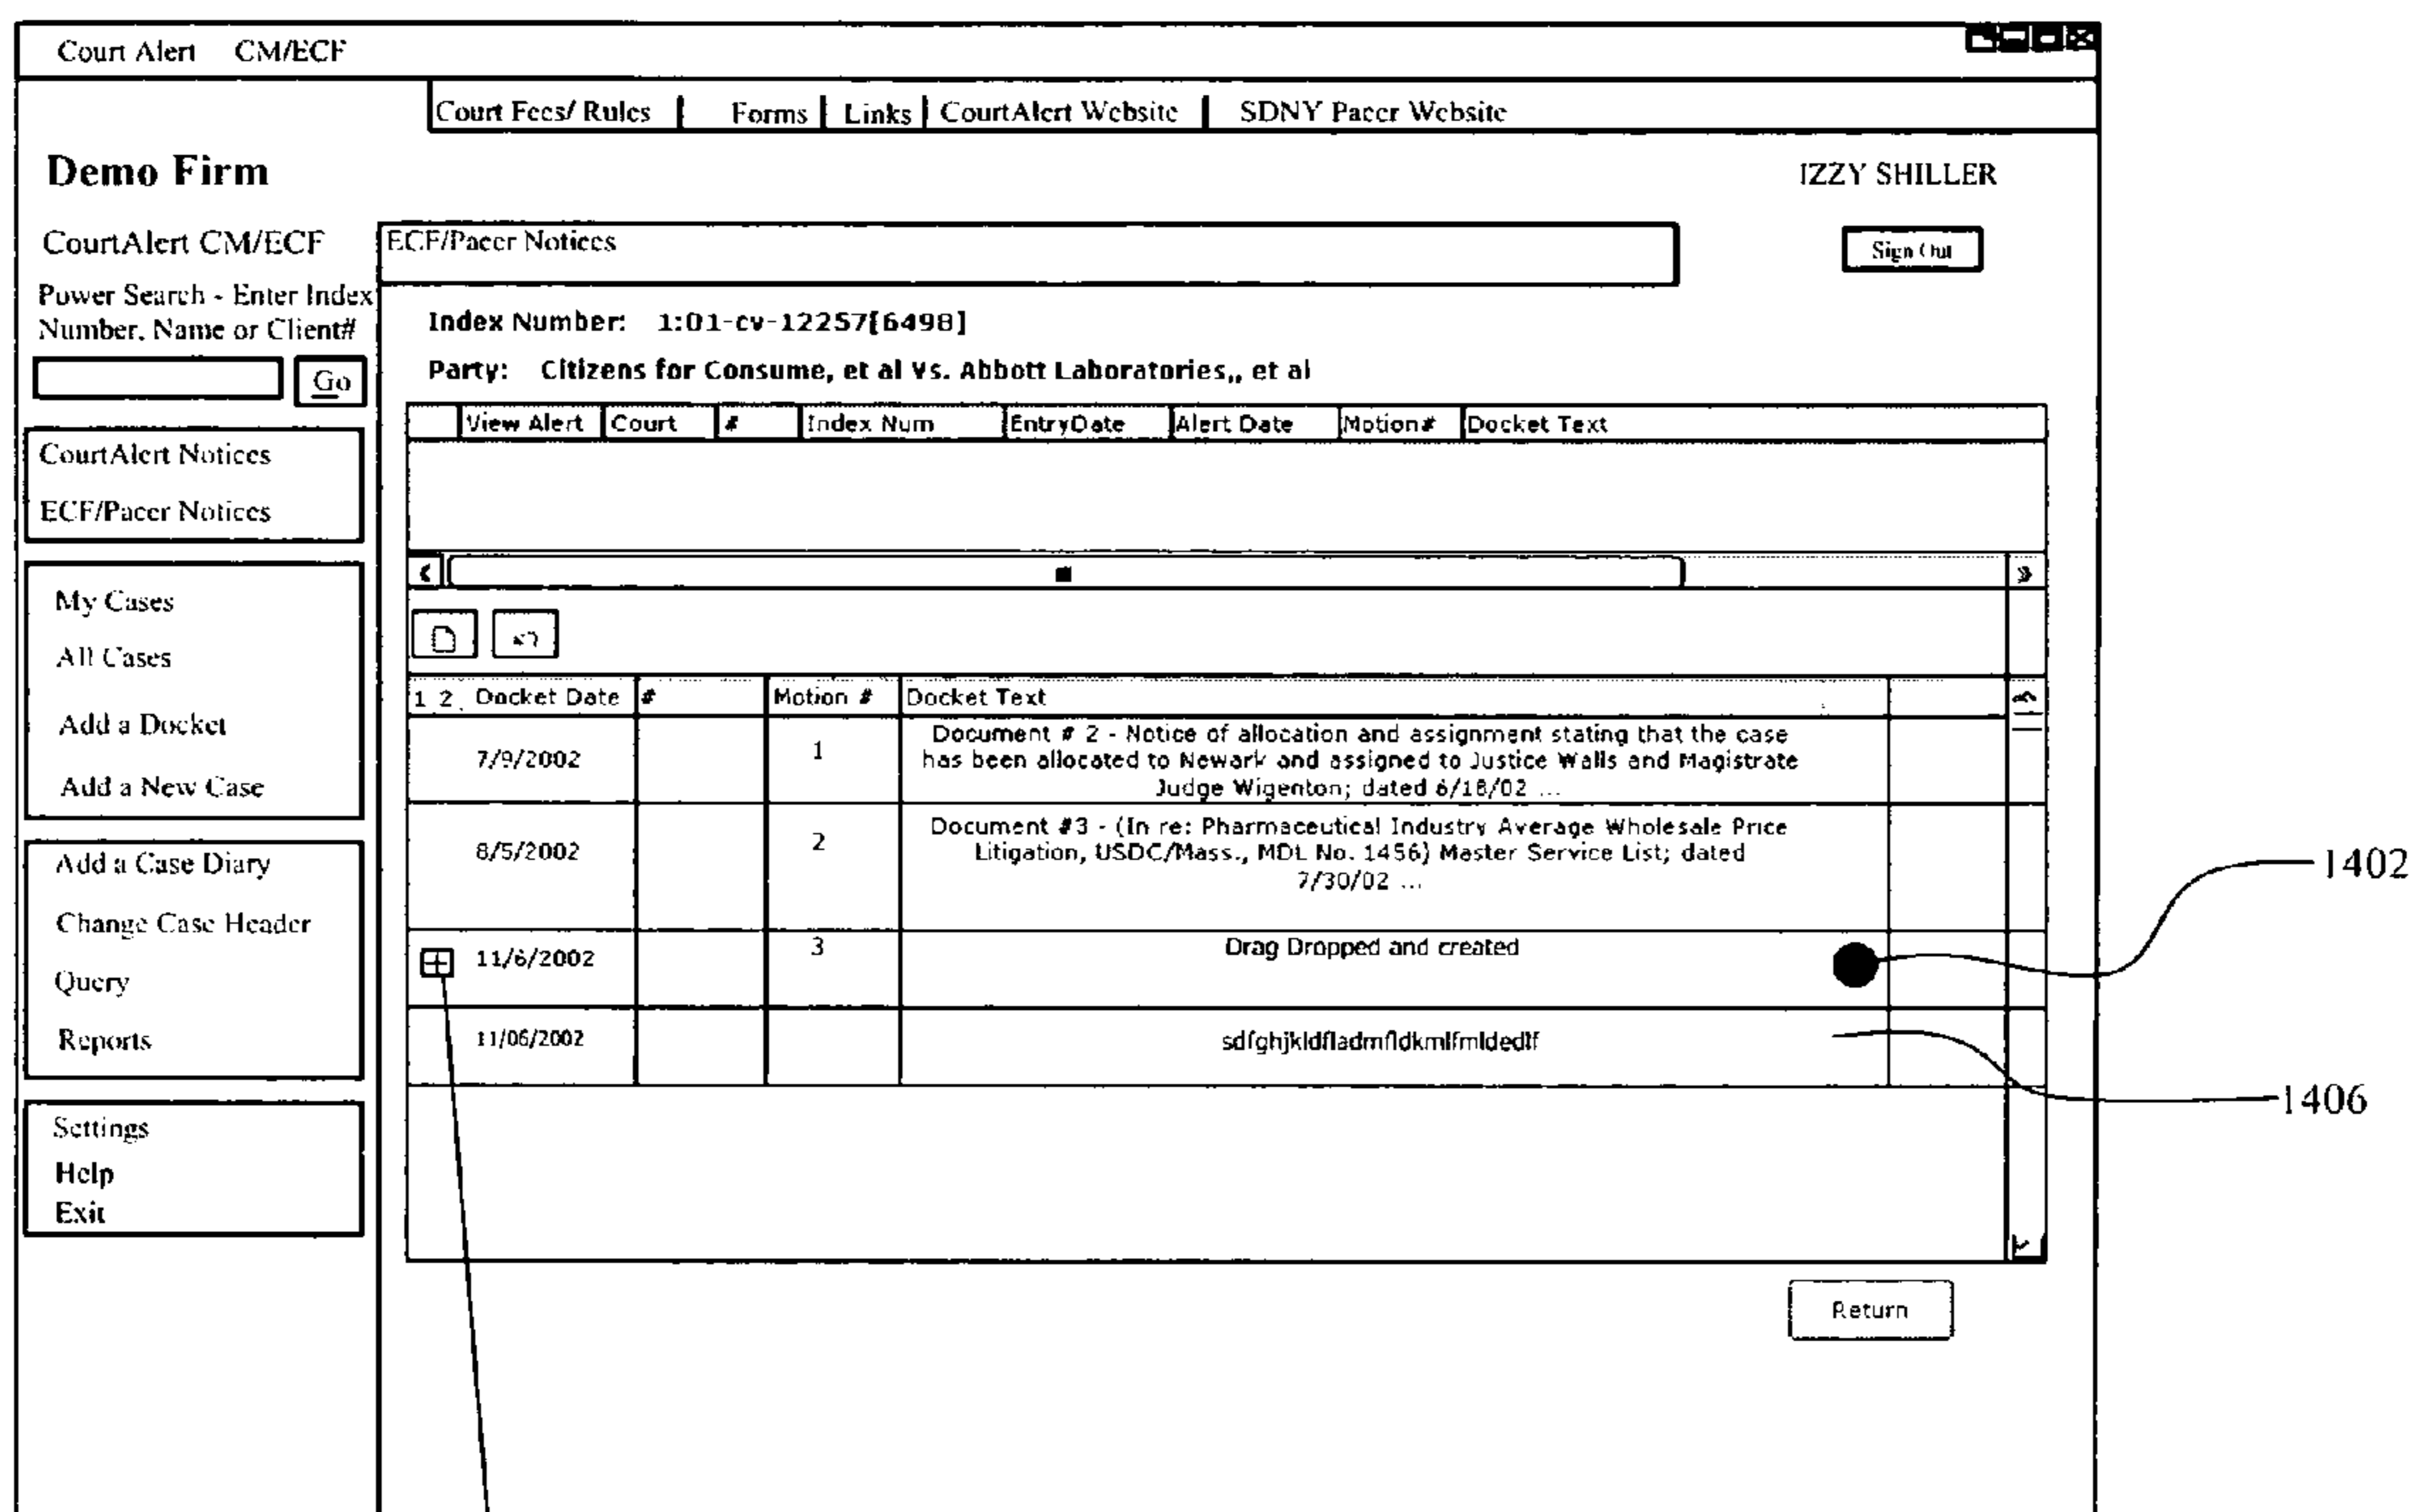 Court Alert CM/ECF
Court Fees/ Rules | Forms | Links | CourtAlert Website | SDNY Pacer Website
Demo Firm
IZZY SHILLER
CourtAlert CM/ECF
ECF/Pacer Notices
Sign Out
Power Search - Enter Index
Number, Name or Client#
Go
Index Number: 1:01-cv-12257[6498]
Party: Citizens for Consume, et al Vs. Abbott Laboratories,, et al
View Alert Court # Index Num EntryDate Alert Date Motion# Docket Text
CourtAlert Notices
ECF/Pacer Notices
My Cases
All Cases
Add a Docket
Add a New Case
Add a Case Diary
Change Case Header
Query
Reports
Settings
Help
Exit
1 2 Docket Date # Motion # Docket Text
7/9/2002 1 Document # 2 - Notice of allocation and assignment stating that the case
has been allocated to Newark and assigned to Justice Walls and Magistrate
Judge Wigenton; dated 6/18/02 ...
8/5/2002 2 Document #3 - (In re: Pharmaceutical Industry Average Wholesale Price
Litigation, USDC/Mass., MDL No. 1456) Master Service List; dated
7/30/02 ...
11/6/2002 3 Drag Dropped and created
11/06/2002
Return
1402
1406